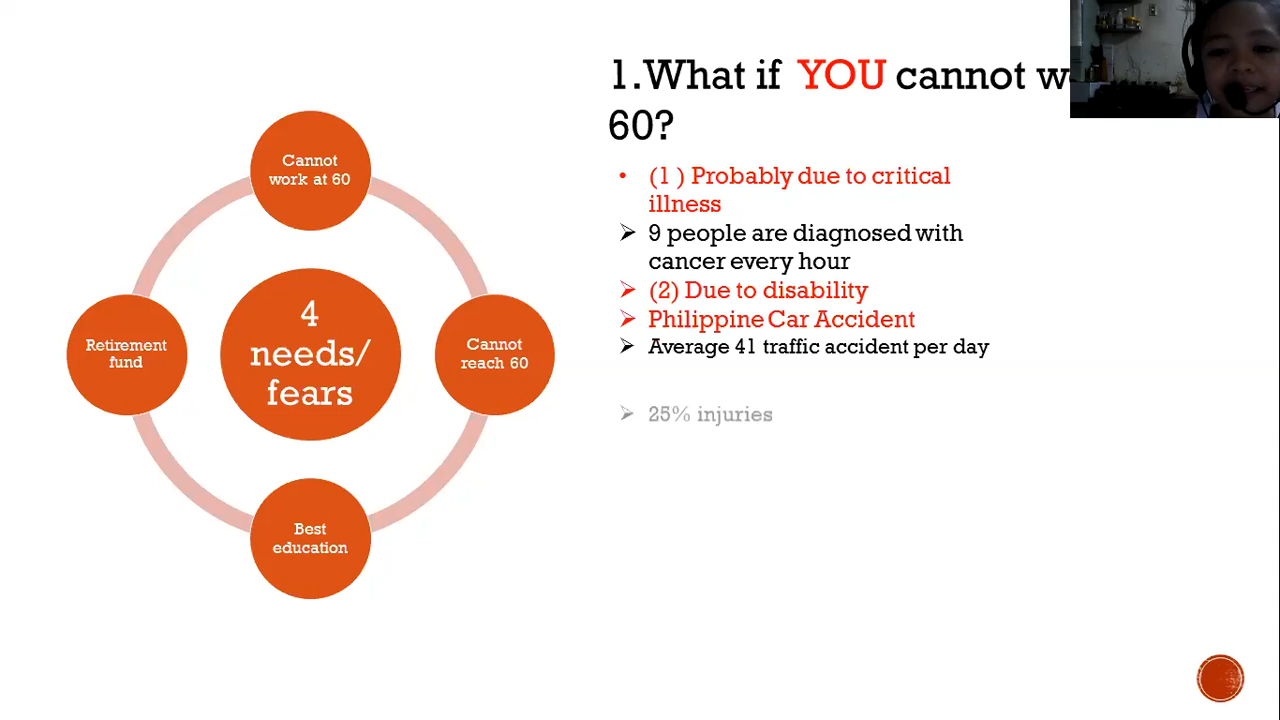 1.What if YOU cannot w
60?
• (1 ) Probably due to critical
illness
➢ 9 people are diagnosed with
cancer every hour
➢ (2) Due to disability
➢ Philippine Car Accident
➢ Average 41 traffic accident per day
➢ 25% injuries
Cannot
work at 60
Retirement
fund
4
needs/
fears
Cannot
reach 60
Best
education